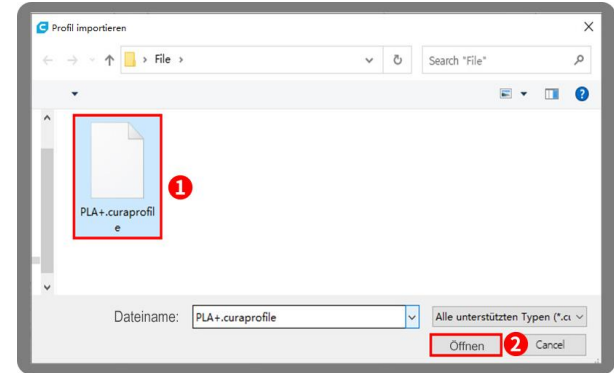 Profil importieren
File
Search "File"
1
PLA+.curaprofil
e
Dateiname: PLA+.curaprofile Alle unterstützten Typen (*.cu
Öffnen 2 Cancel